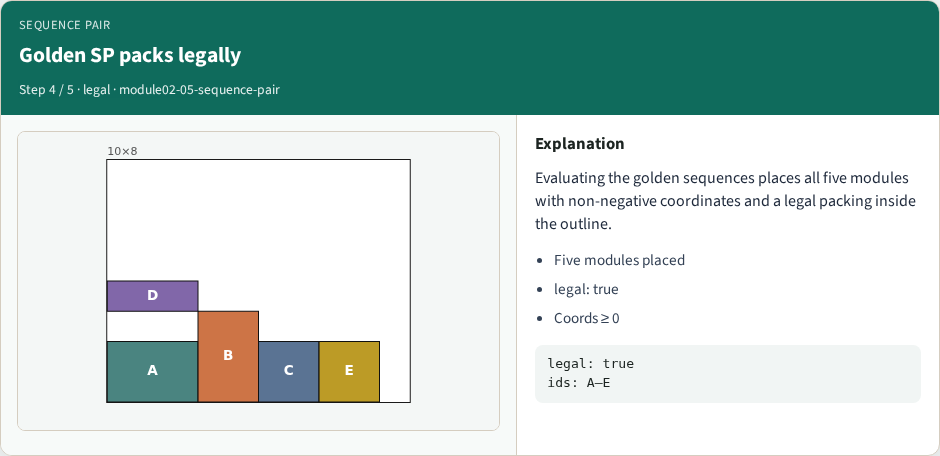 SEQUENCE PAIR
Golden SP packs legally
Step 4 / 5 · legal · module02-05-sequence-pair
10×8
D
A
B
C
E
Explanation
Evaluating the golden sequences places all five modules
with non-negative coordinates and a legal packing inside
the outline.
• Five modules placed
• legal: true
• Coords ≥ 0
legal: true
ids: A–E